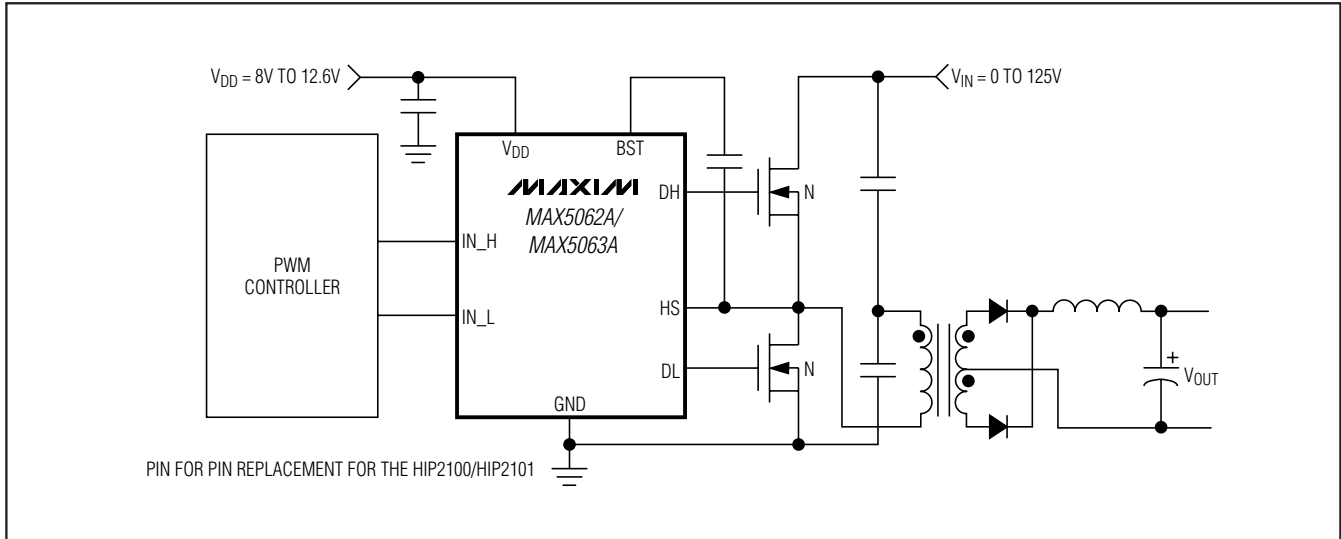 V_DD = 8V TO 12.6V
V_IN = 0 TO 125V
V_DD
BST
MAXIM
DH
N
MAX5062A/
MAX5063A
IN_H
PWM
CONTROLLER
HS
IN_L
DL
N
V_OUT
+
GND
PIN FOR PIN REPLACEMENT FOR THE HIP2100/HIP2101